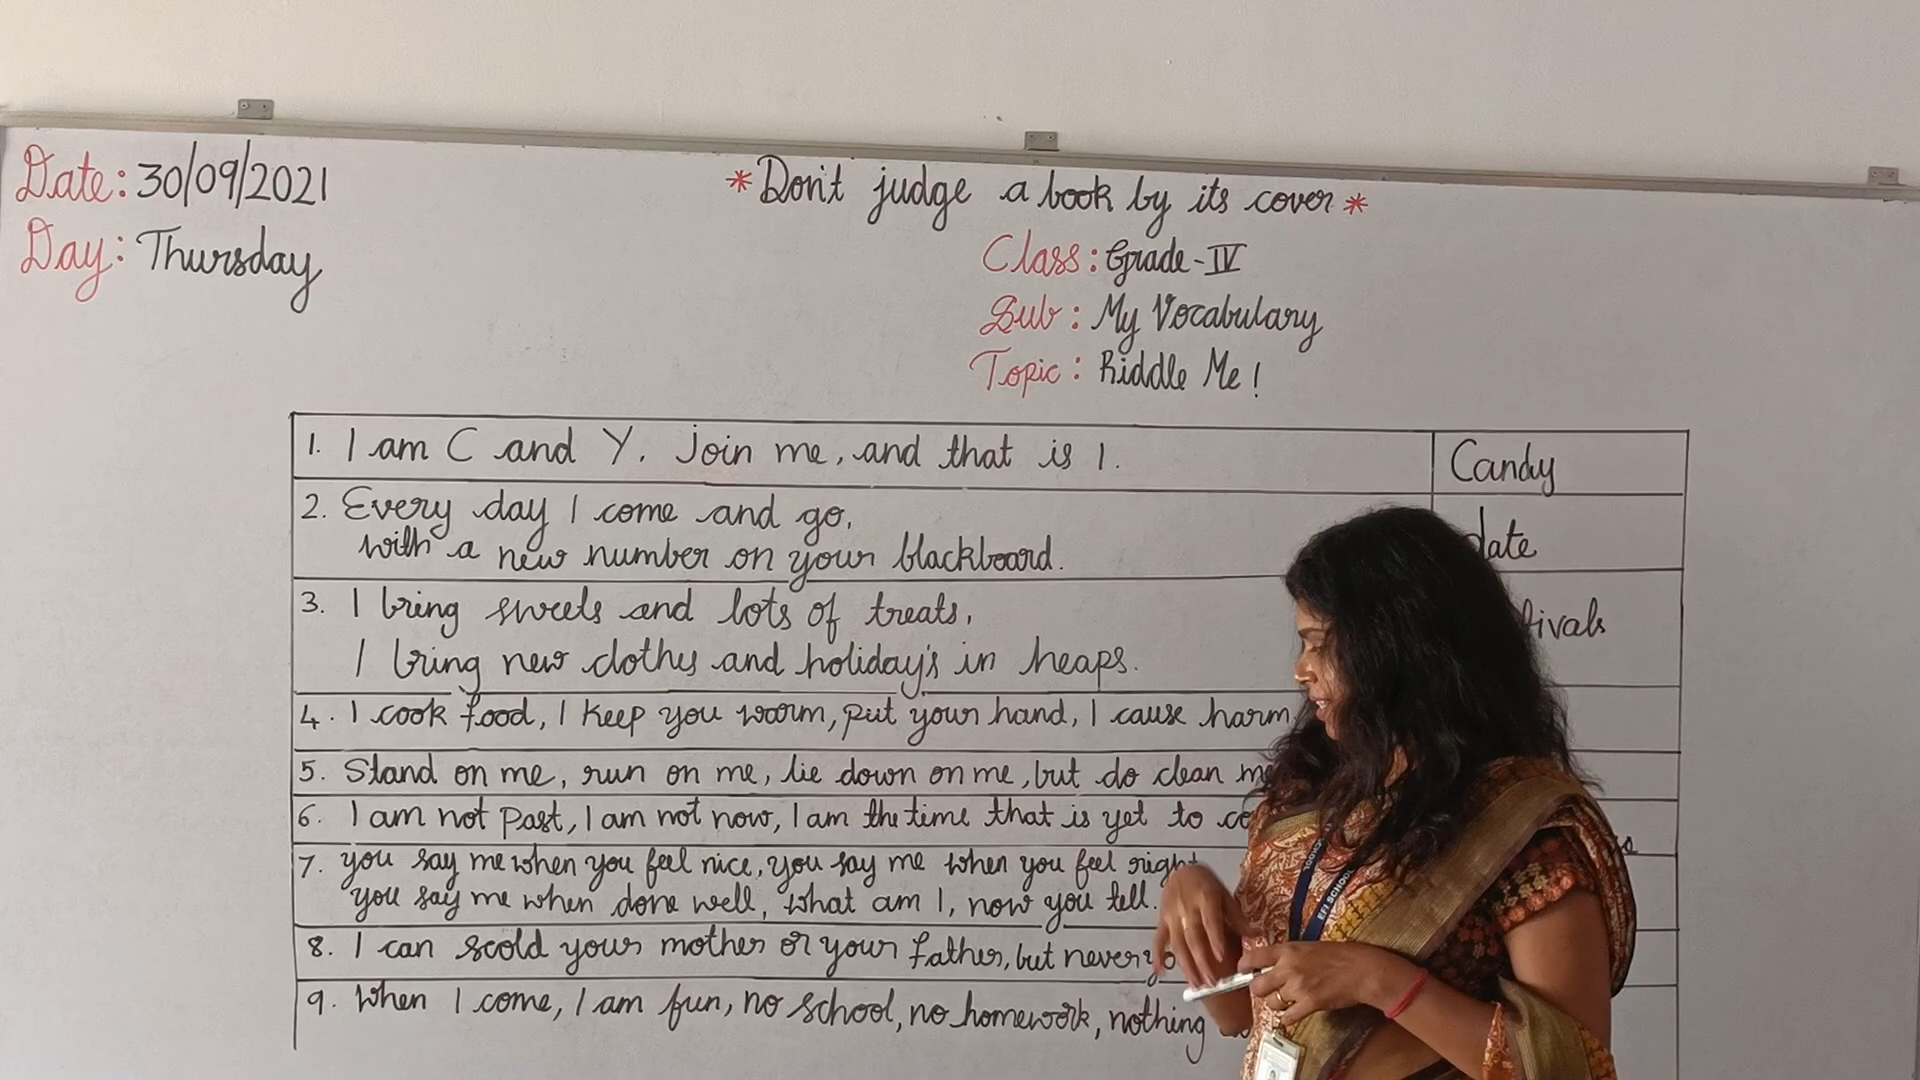 Date: 30/09/2021
Day: Thursday
*Don't judge a book by its cover*
Class: Grade-IV
Sub: My Vocabulary
Topic: Riddle Me!
1. I am C and Y. Join me, and that is 1.
Candy
2. Every day I come and go,
with a new number on your blackboard.
date
3. I bring sweets and lots of treats,
I bring new clothes and holiday's in heaps.
tivals
4. I cook food, I keep you warm, put your hand, I cause harm
5. Stand on me, run on me, lie down on me, but do clean me
6. I am not past, I am not now, I am the time that is yet to co
7. you say me when you feel nice, you say me when you feel right
you say me when done well, what am I, now you tell.
8. I can scold your mother or your father, but never yo
9. When I come, I am fun, no school, no homework, nothing
EFI SCHOOL